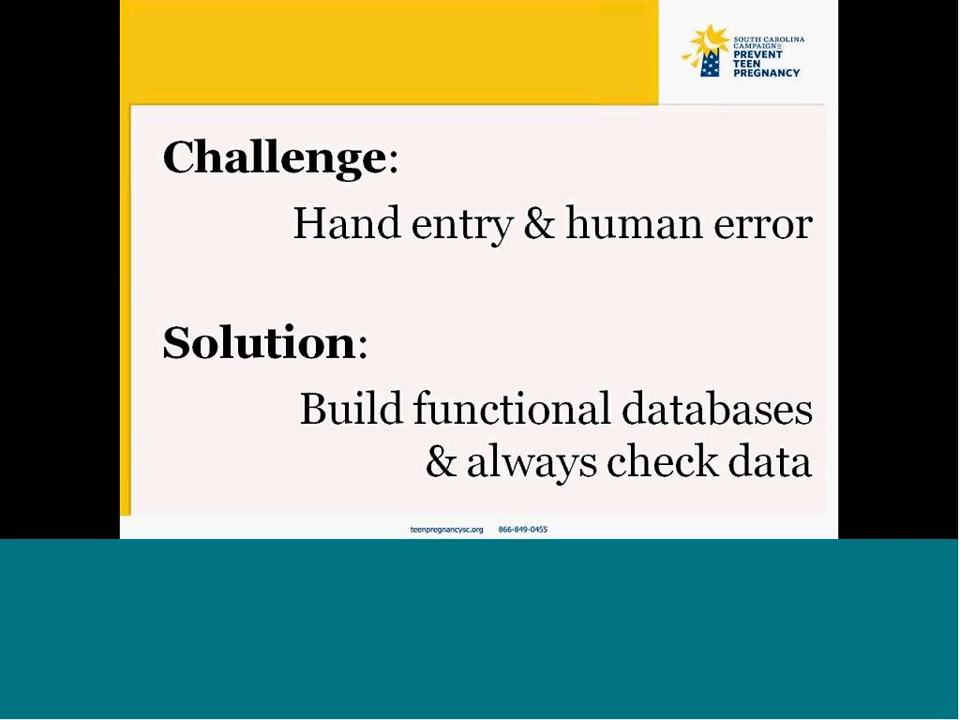 SOUTH CAROLINA
CAMPAIGN TO
PREVENT
TEEN
PREGNANCY
Challenge:
Hand entry & human error
Solution:
Build functional databases
& always check data
teenpregnancysc.org 866-849-0455